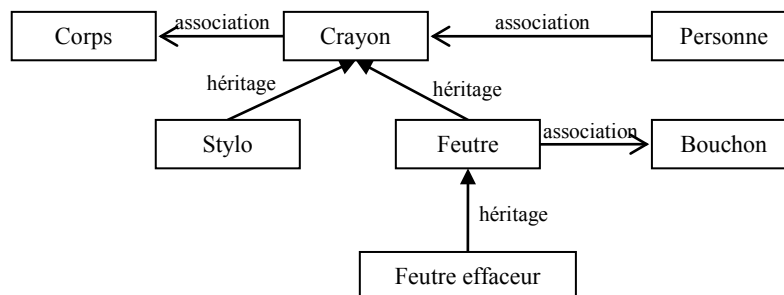 Corps
association
Crayon
association
Personne
héritage
héritage
Stylo
Feutre
association
Bouchon
héritage
Feutre effaceur